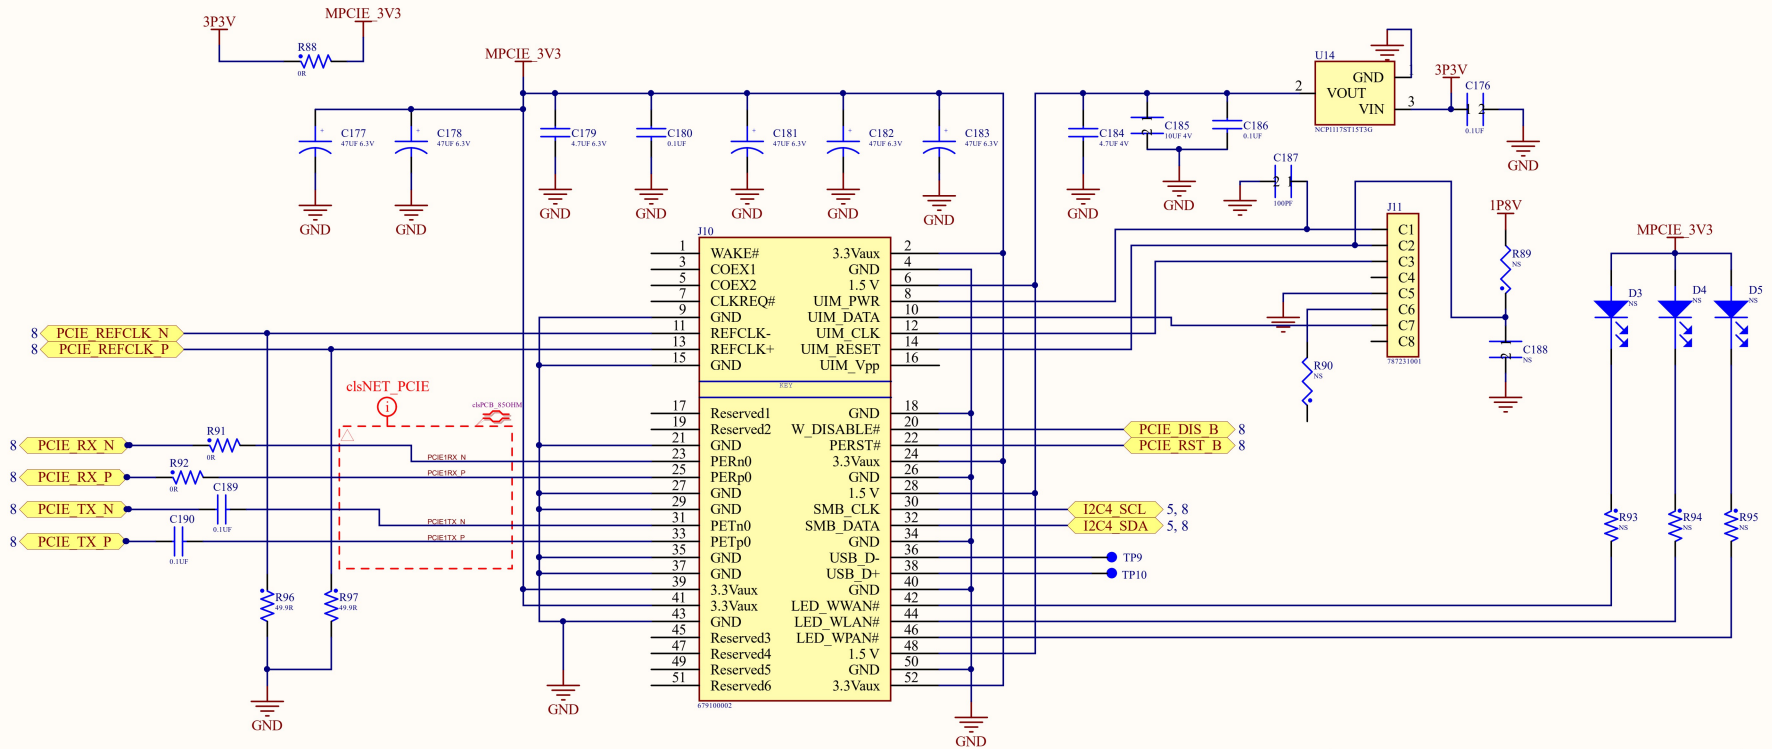 3P3V
MPCIE_3V3
R88
0R
MPCIE_3V3
C177
47UF 6.3V
GND
C178
47UF 6.3V
GND
C179
4.7UF 6.3V
GND
C180
0.1UF
GND
C181
47UF 6.3V
GND
C182
47UF 6.3V
GND
C183
47UF 6.3V
GND
C184
4.7UF 4V
GND
C185
10UF 4V
1
2
GND
C186
0.1UF
U14
GND
2 VOUT
VIN 3
NCP1117ST15T3G
3P3V
C176
1 2
0.1UF
GND
C187
2 1
100PF
J11
C1
C2
C3
C4
C5
C6
C7
C8
787231001
1P8V
R89
NS
C188
NS
1
2
R90
NS
MPCIE_3V3
D3
NS
D4
NS
D5
NS
R93
NS
R94
NS
R95
NS
J10
1 WAKE# 3.3Vaux 2
3 COEX1 GND 4
5 COEX2 1.5 V 6
7 CLKREQ# UIM_PWR 8
9 GND UIM_DATA 10
11 REFCLK- UIM_CLK 12
13 REFCLK+ UIM_RESET 14
15 GND UIM_Vpp 16
KEY
17 Reserved1 GND 18
19 Reserved2 W_DISABLE# 20
21 GND PERST# 22
23 PERn0 3.3Vaux 24
25 PERp0 GND 26
27 GND 1.5 V 28
29 GND SMB_CLK 30
31 PETn0 SMB_DATA 32
33 PETp0 GND 34
35 GND USB_D- 36
37 GND USB_D+ 38
39 3.3Vaux GND 40
41 3.3Vaux LED_WWAN# 42
43 GND LED_WLAN# 44
45 Reserved3 LED_WPAN# 46
47 Reserved4 1.5 V 48
49 Reserved5 GND 50
51 Reserved6 3.3Vaux 52
679100002
GND
GND
8 PCIE_REFCLK_N
8 PCIE_REFCLK_P
clsNET_PCIE
i
clsPCB_85OHM
8 PCIE_RX_N
R91
0R
PCIE1RX_N
8 PCIE_RX_P
R92
0R
PCIE1RX_P
8 PCIE_TX_N
C189
0.1UF
PCIE1TX_N
8 PCIE_TX_P
C190
0.1UF
PCIE1TX_P
R96
49.9R
R97
49.9R
GND
PCIE_DIS_B 8
PCIE_RST_B 8
I2C4_SCL 5, 8
I2C4_SDA 5, 8
TP9
TP10